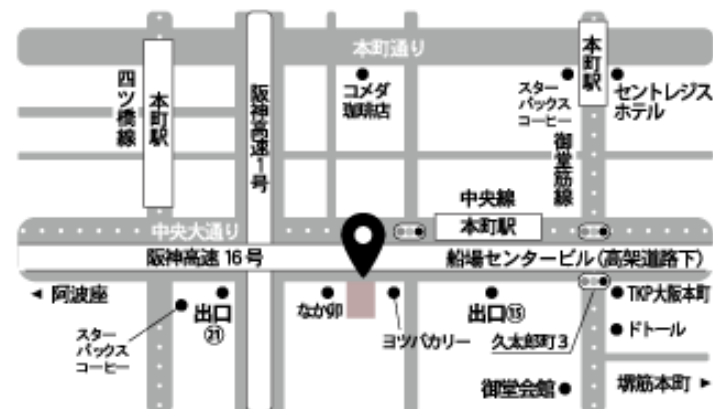 本町通り
四ツ橋線
本町駅
阪神高速1号
コメダ
珈琲店
スター
バックス
コーヒー
本町駅
セントレジス
ホテル
御堂筋線
中央線
本町駅
中央大通り
阪神高速 16 号
船場センタービル(高架道路下)
◀ 阿波座
出口
㉑
なか卯
ヨツバカリー
出口⑮
久太郎町3
TKP大阪本町
ドトール
スター
バックス
コーヒー
御堂会館
堺筋本町 ▶